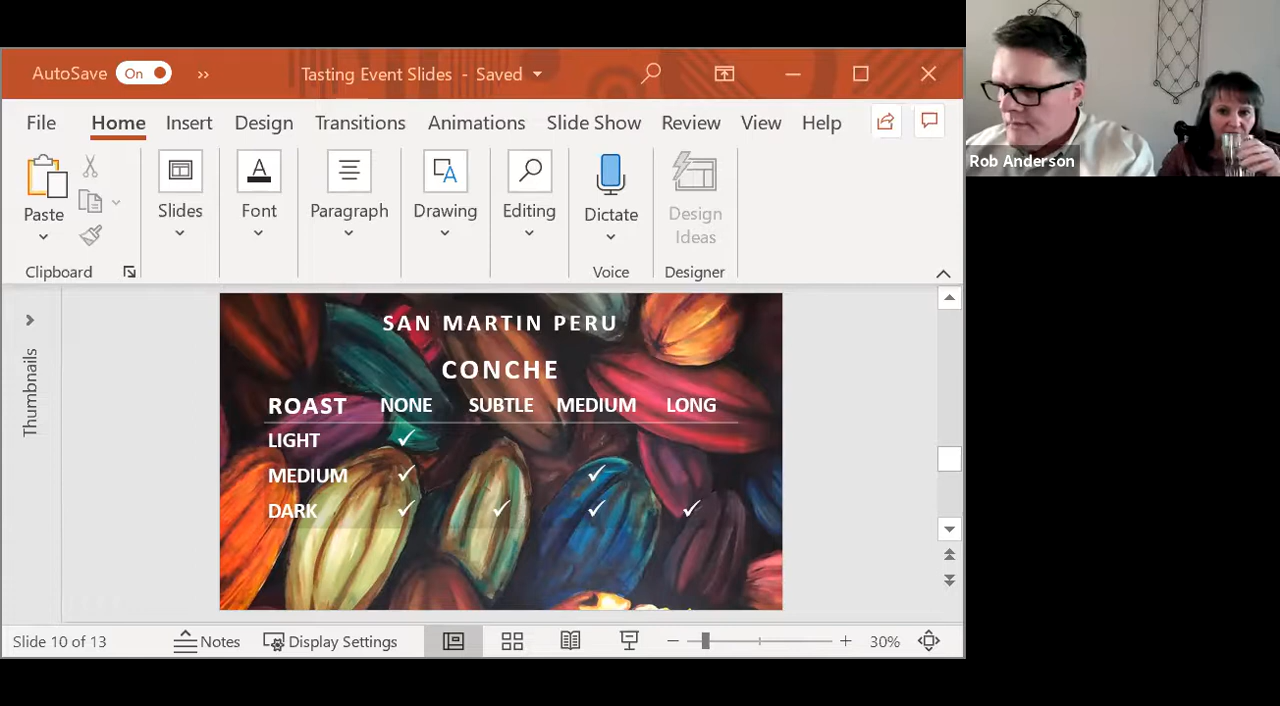 AutoSave On Tasting Event Slides - Saved
File Home Insert Design Transitions Animations Slide Show Review View Help
Paste Slides Font Paragraph Drawing Editing Dictate Design
Ideas
Clipboard Voice Designer
Thumbnails
SAN MARTIN PERU
CONCHE
ROAST NONE SUBTLE MEDIUM LONG
LIGHT ✓
MEDIUM ✓ ✓
DARK ✓ ✓ ✓ ✓
Slide 10 of 13 Notes Display Settings 30%
Rob Anderson